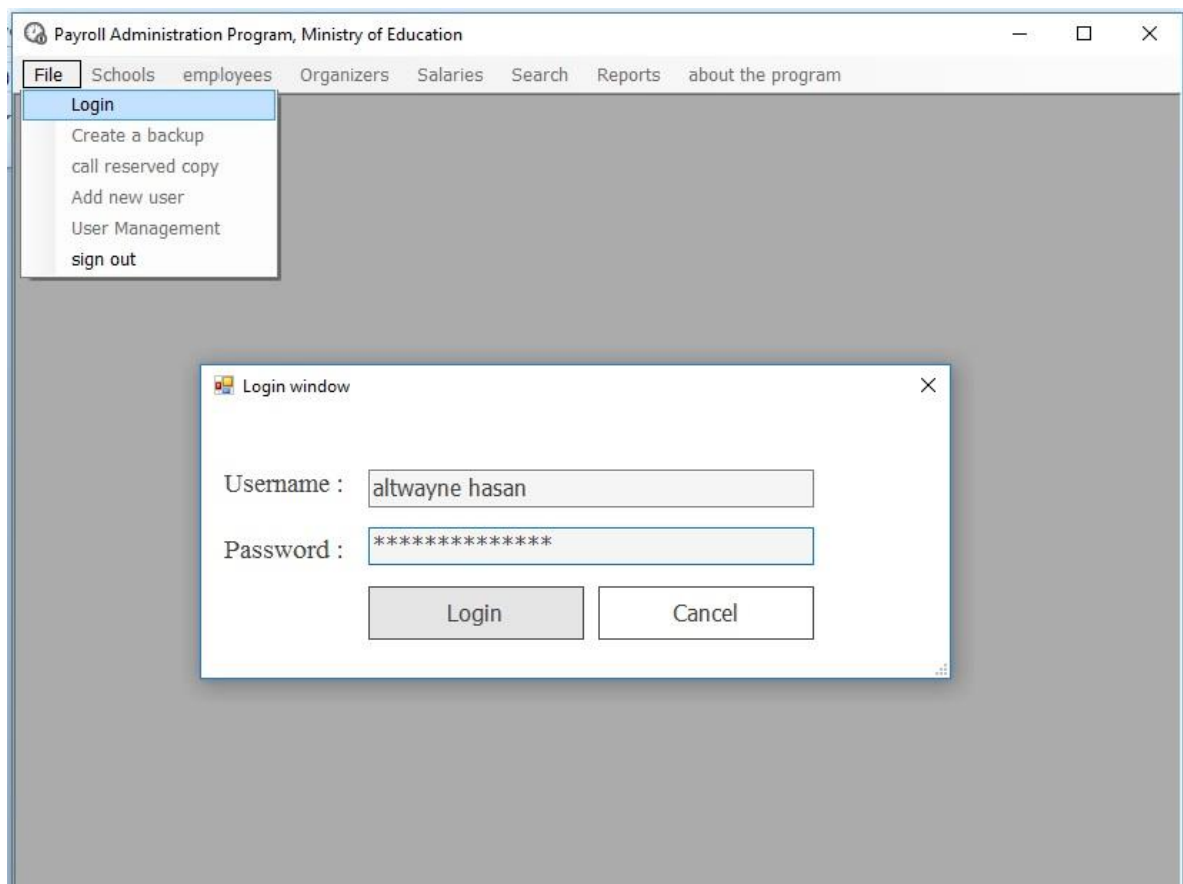 Payroll Administration Program, Ministry of Education
File Schools employees Organizers Salaries Search Reports about the program
Login
Create a backup
call reserved copy
Add new user
User Management
sign out
Login window
Username : altwayne hasan
Password : **************
Login Cancel